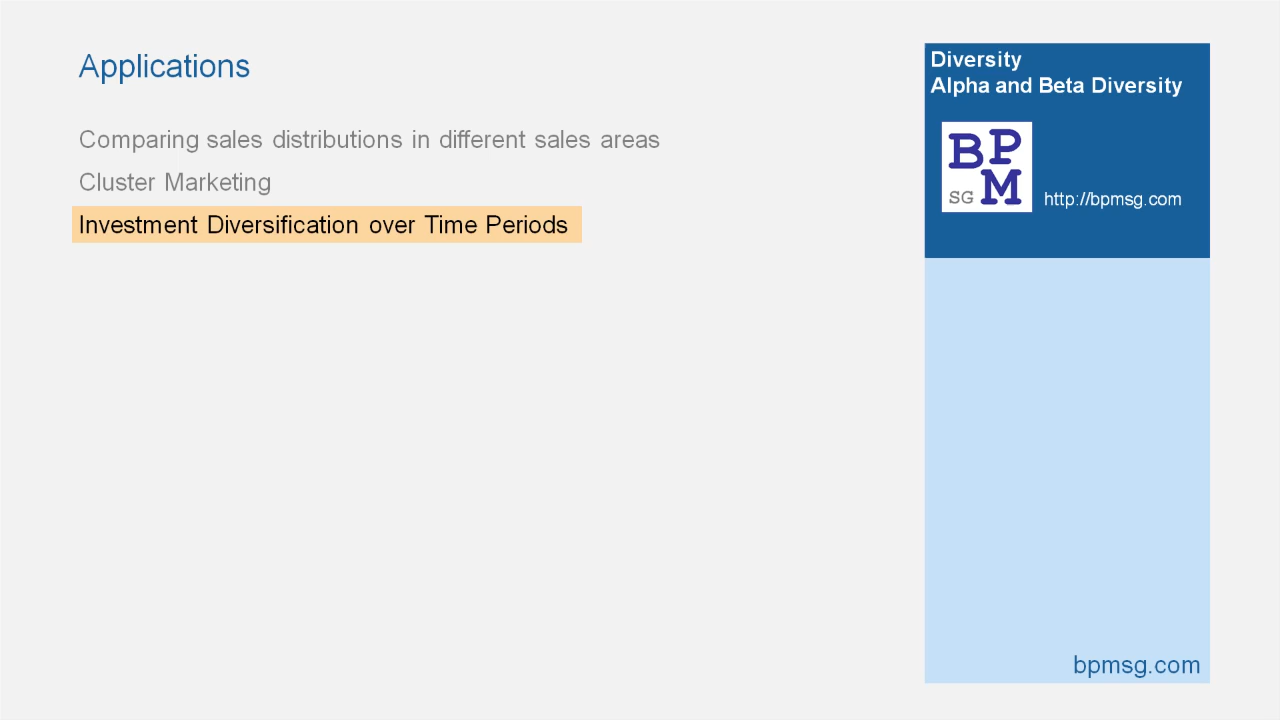 Applications
Comparing sales distributions in different sales areas
Cluster Marketing
Investment Diversification over Time Periods
Diversity
Alpha and Beta Diversity
BP
SG M
http://bpmsg.com
bpmsg.com